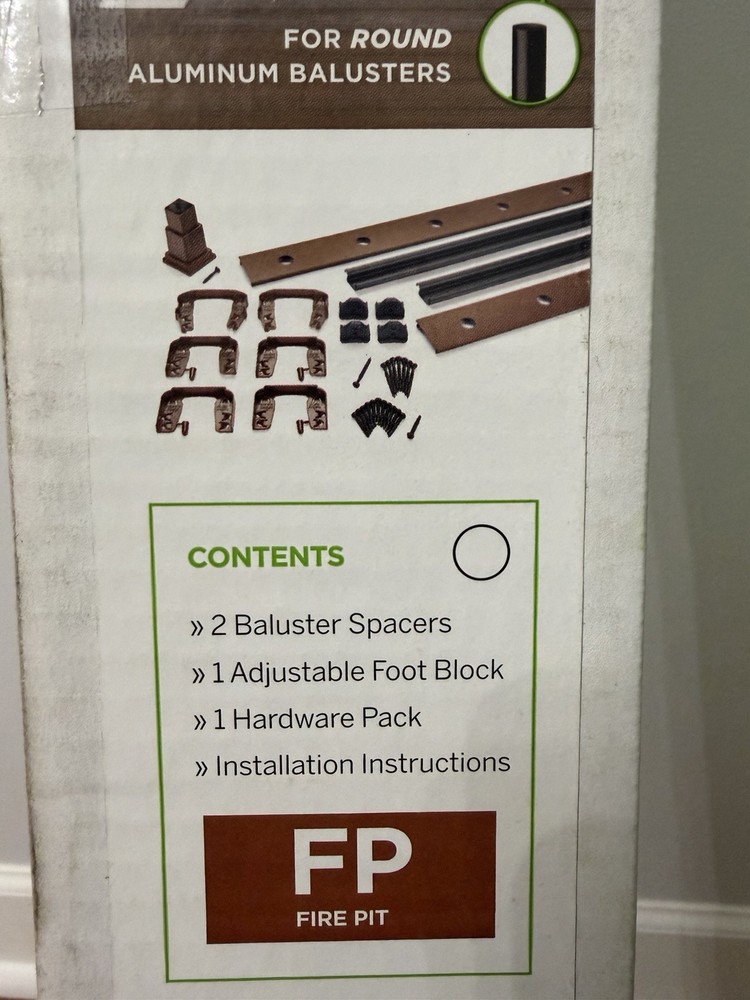 FOR ROUND
ALUMINUM BALUSTERS
CONTENTS
» 2 Baluster Spacers
» 1 Adjustable Foot Block
» 1 Hardware Pack
» Installation Instructions
FP
FIRE PIT